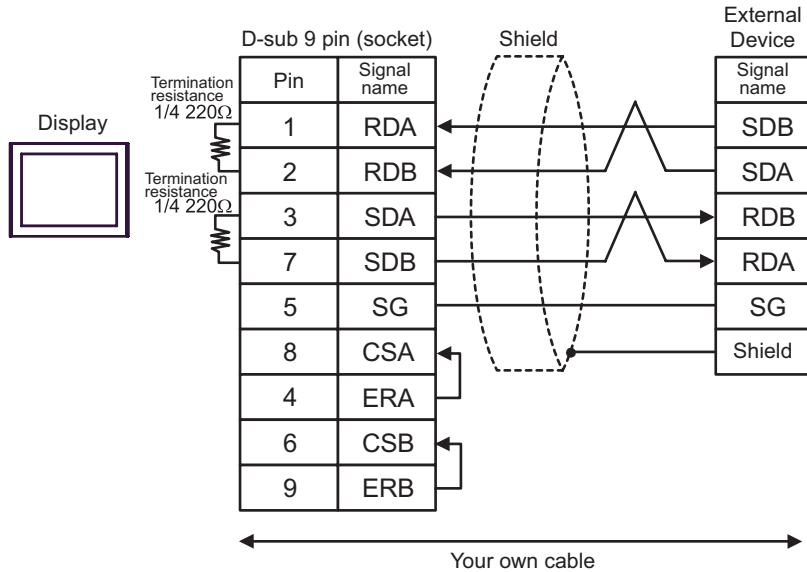 External
Device
D-sub 9 pin (socket)
Shield
Pin
Signal
name
Signal
name
Termination
resistance
1/4 220Ω
Display
1 RDA SDB
2 RDB SDA
Termination
resistance
1/4 220Ω
3 SDA RDB
7 SDB RDA
5 SG SG
8 CSA Shield
4 ERA
6 CSB
9 ERB
Your own cable